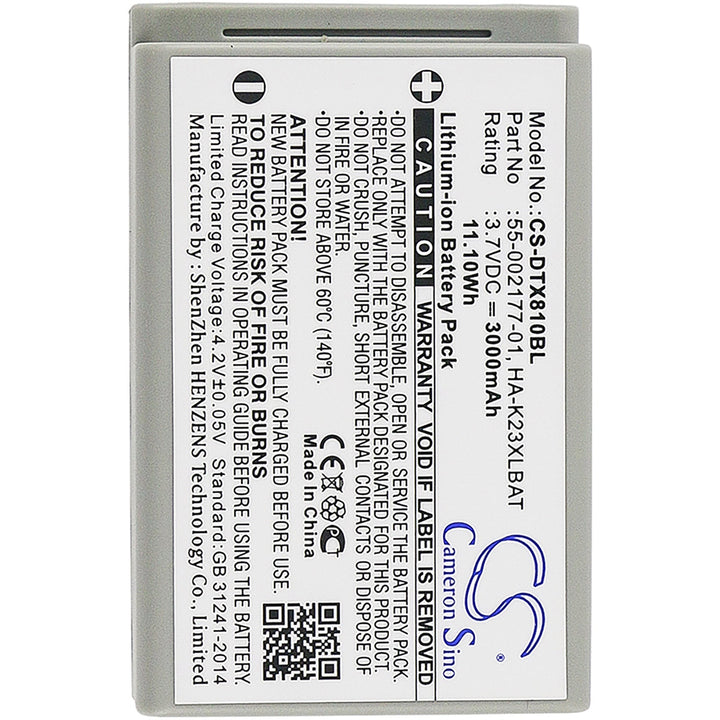 Model No.:CS-DTX810BL
Part No :55-002177-01, HA-K23XLBAT
Rating :3.7VDC ⎓ 3000mAh
11.10Wh
CS®
Cameron Sino
Lithium-ion Battery Pack
CAUTION WARRANTY VOID IF LABEL IS REMOVED
•DO NOT ATTEMPT TO DISASSEMBLE, OPEN OR SERVICE BATTERY PACK.
•REPLACE ONLY WITH THE BATTERY PACK DESIGNATED FOR THIS PRODUCT.
•DO NOT CRUSH, PUNCTURE, SHORT EXTERNAL CONTACTS OR DISPOSE OF
IN FIRE OR WATER.
•DO NOT STORE ABOVE 60°C (140°F).
CE
PCT
Made In China
ATTENTION!
NEW BATTERY PACK MUST BE FULLY CHARGED BEFORE USE.
TO REDUCE RISK OF FIRE OR BURNS
READ INSTRUCTIONS OF OPERATING GUIDE BEFORE USING THE BATTERY.
Limited Charge Voltage:4.2V±0.05V Standard:GB 31241-2014
Manufacture by : ShenZhen HENZENS Technology Co., Limited